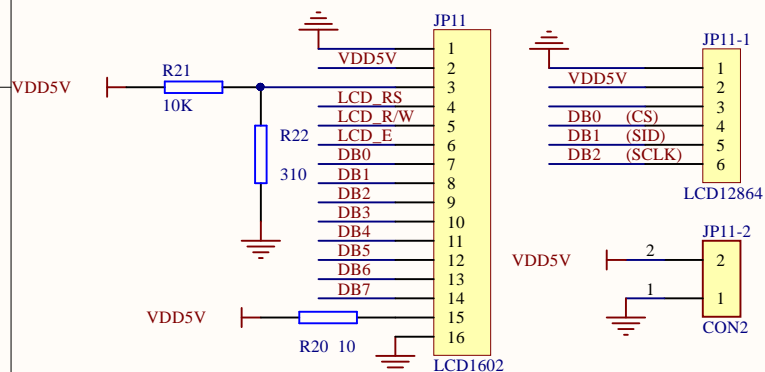 JP11
1
VDD5V 2
VDD5V R21 10K 3
LCD_RS 4
LCD_R/W 5
LCD_E 6
R22 310
DB0 7
DB1 8
DB2 9
DB3 10
DB4 11
DB5 12
DB6 13
DB7 14
VDD5V R20 10 15
16
LCD1602
JP11-1
1
VDD5V 2
3
DB0 (CS) 4
DB1 (SID) 5
DB2 (SCLK) 6
LCD12864
JP11-2
VDD5V 2 2
1 1
CON2